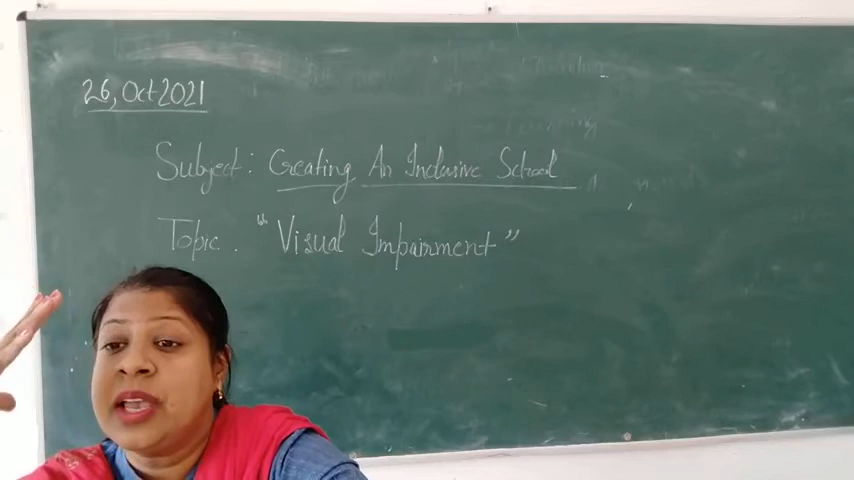 26, Oct 2021
Subject: Creating An Inclusive School
Topic. "Visual Impairment"